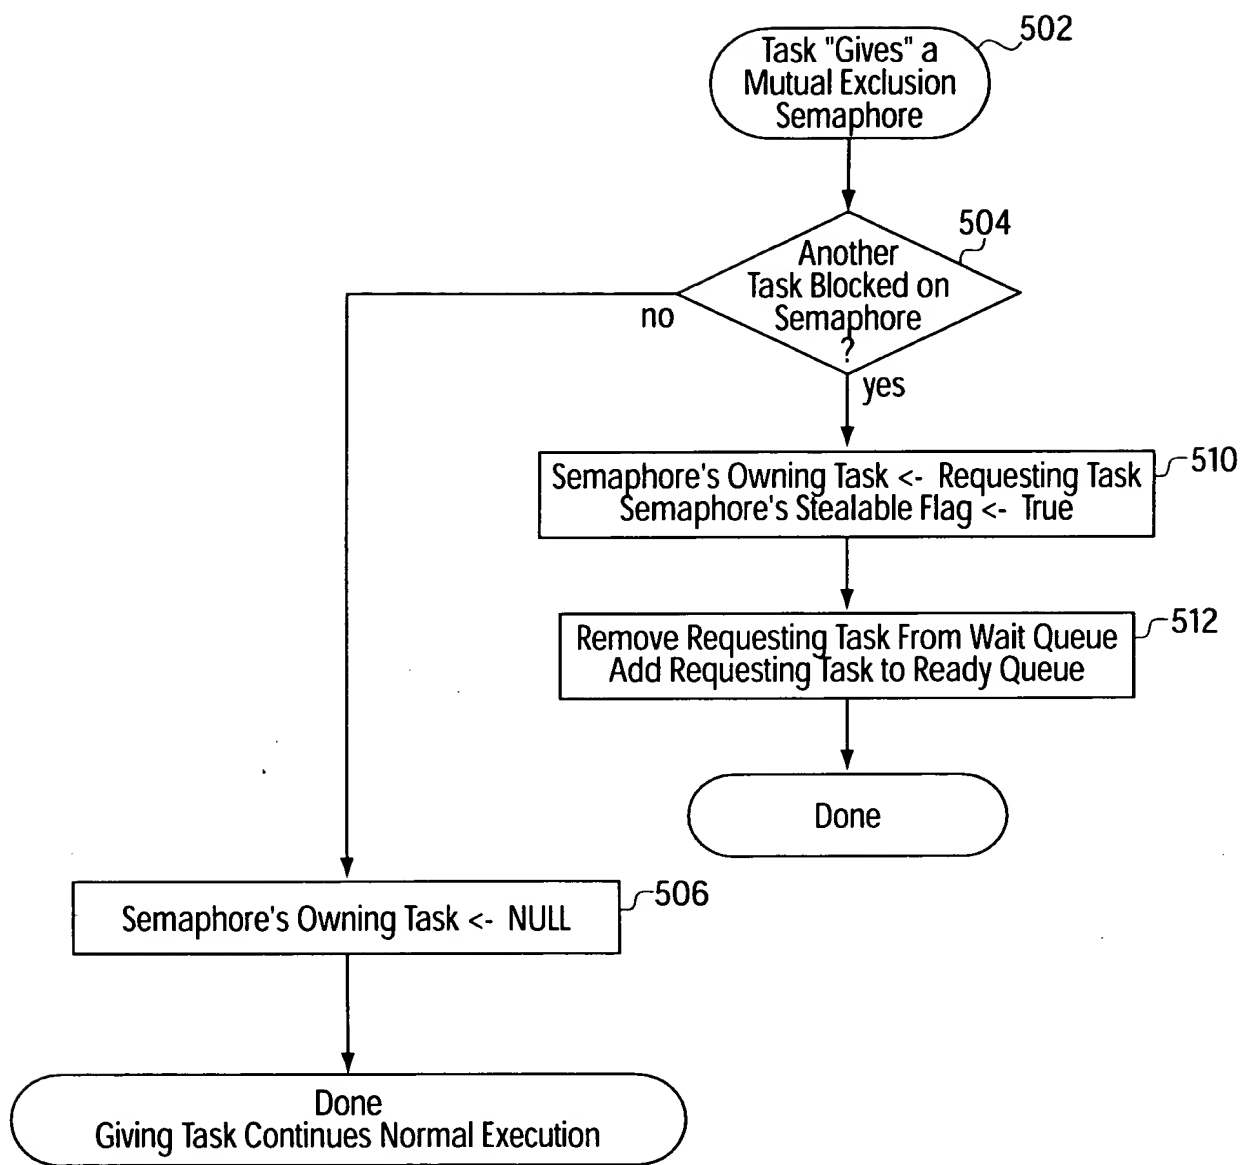 502
Task "Gives" a
Mutual Exclusion
Semaphore
504
Another
Task Blocked on
Semaphore
?
no
yes
510
Semaphore's Owning Task <- Requesting Task
Semaphore's Stealable Flag <- True
512
Remove Requesting Task From Wait Queue
Add Requesting Task to Ready Queue
Done
506
Semaphore's Owning Task <- NULL
Done
Giving Task Continues Normal Execution